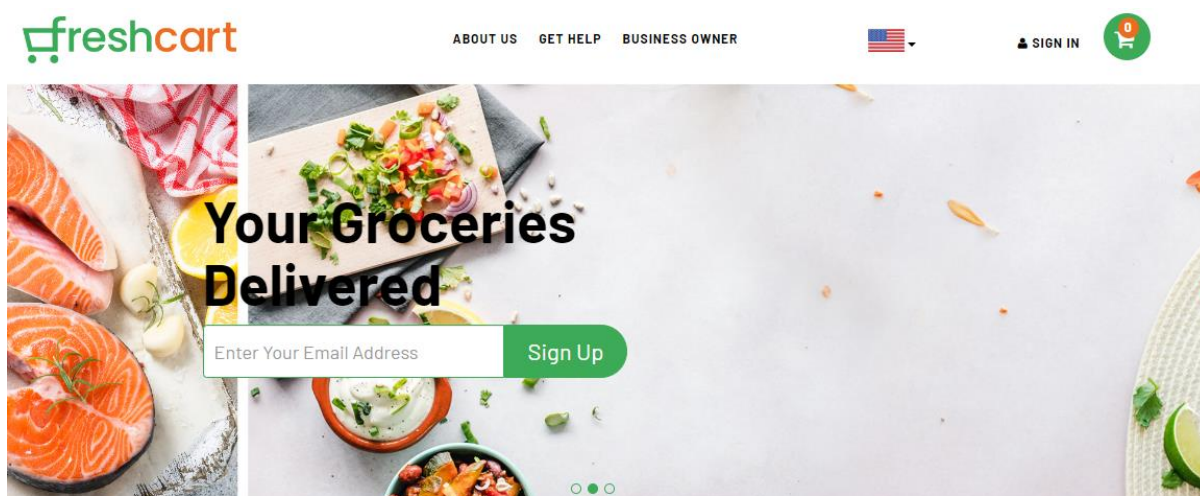 freshcart
ABOUT US GET HELP BUSINESS OWNER
SIGN IN
0
Your Groceries
Delivered
Enter Your Email Address
Sign Up